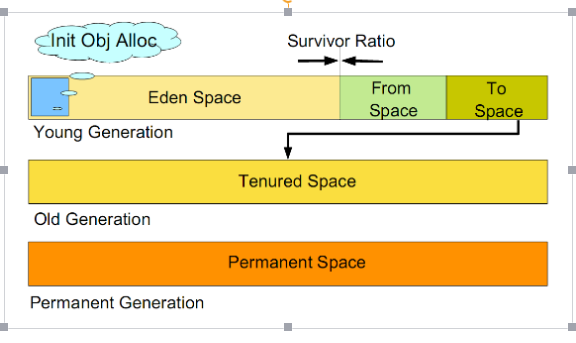 Init Obj Alloc
Survivor Ratio
Eden Space
From
Space
To
Space
Young Generation
Tenured Space
Old Generation
Permanent Space
Permanent Generation